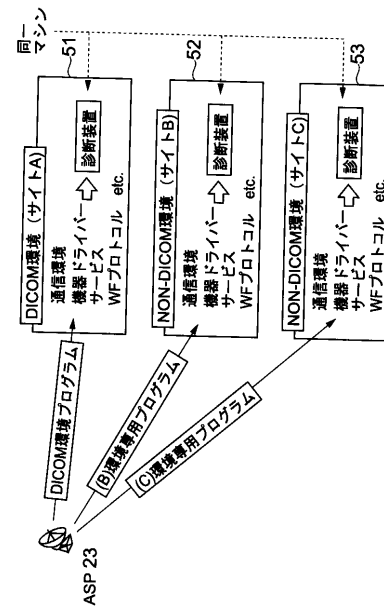 同一
マシン
51
DICOM環境（サイトA）
通信環境
機器ドライバー
サービス
WFプロトコル etc.
診断装置
52
NON-DICOM環境（サイトB）
通信環境
機器ドライバー
サービス
WFプロトコル etc.
診断装置
53
NON-DICOM環境（サイトC）
通信環境
機器ドライバー
サービス
WFプロトコル etc.
診断装置
DICOM環境プログラム
(B)環境専用プログラム
(C)環境専用プログラム
ASP 23